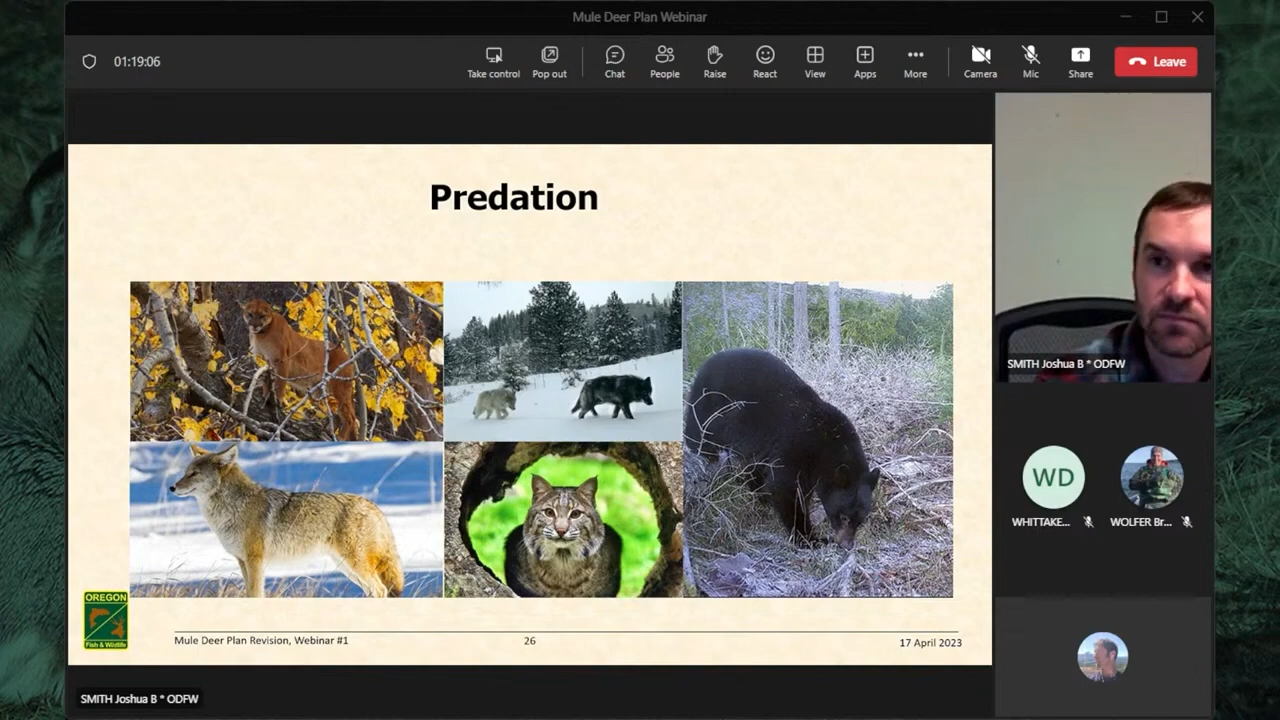 Mule Deer Plan Webinar
01:19:06
Take control
Pop out
Chat
People
Raise
React
View
Apps
More
Camera
Mic
Share
Leave
Predation
SMITH Joshua B * ODFW
WD
WHITTAKE...
WOLFER Br...
OREGON
Fish & Wildlife
Mule Deer Plan Revision, Webinar #1
26
17 April 2023
SMITH Joshua B * ODFW